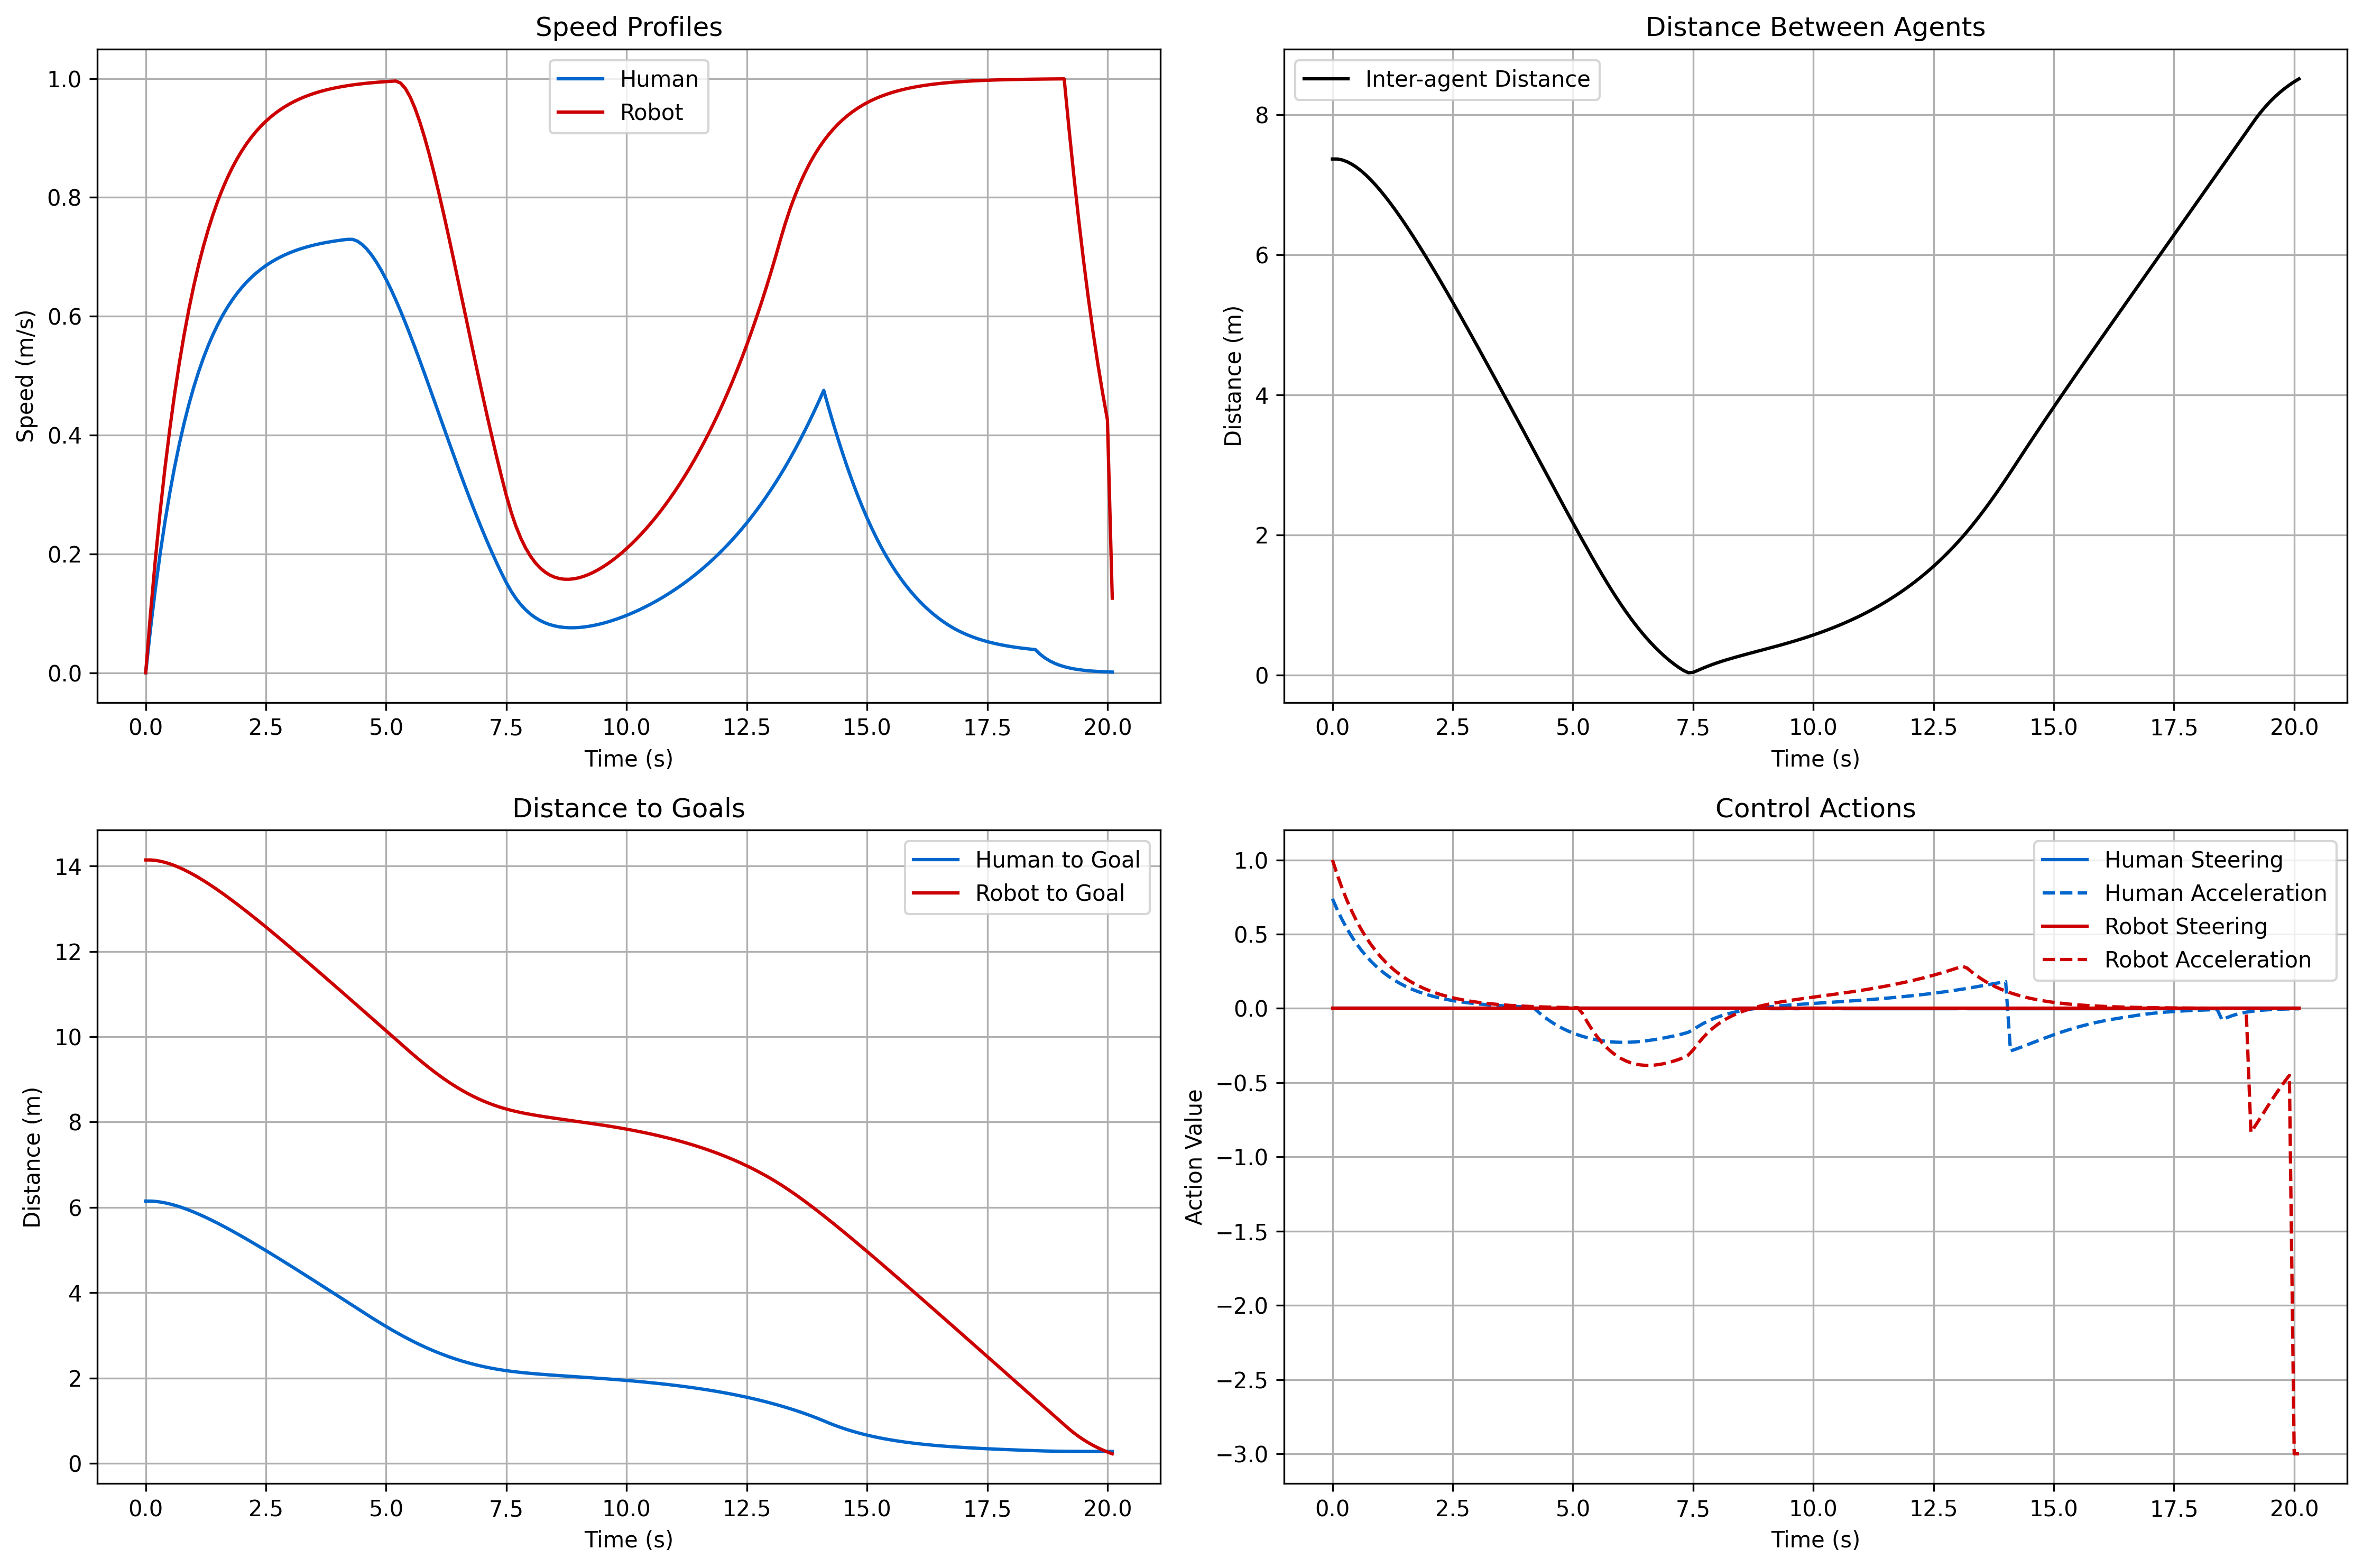 Speed Profiles
Human
Robot
1.0
0.8
0.6
0.4
0.2
0.0
Speed (m/s)
0.0 2.5 5.0 7.5 10.0 12.5 15.0 17.5 20.0
Time (s)
Distance Between Agents
Inter-agent Distance
8
6
4
2
0
Distance (m)
0.0 2.5 5.0 7.5 10.0 12.5 15.0 17.5 20.0
Time (s)
Distance to Goals
Human to Goal
Robot to Goal
14
12
10
8
6
4
2
0
Distance (m)
0.0 2.5 5.0 7.5 10.0 12.5 15.0 17.5 20.0
Time (s)
Control Actions
Human Steering
Human Acceleration
Robot Steering
Robot Acceleration
1.0
0.5
0.0
−0.5
−1.0
−1.5
−2.0
−2.5
−3.0
Action Value
0.0 2.5 5.0 7.5 10.0 12.5 15.0 17.5 20.0
Time (s)